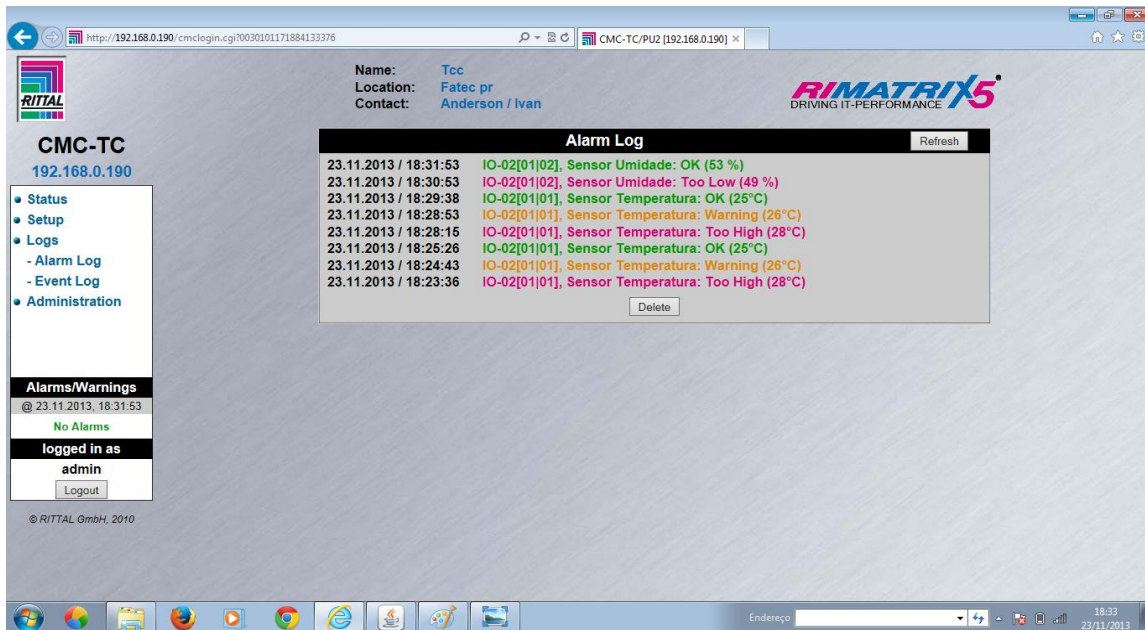 http://192.168.0.190/cmclogin.cgi?0030101171884133376
CMC-TC/PU2 [192.168.0.190]
RITTAL
Name: Tcc
Location: Fatec pr
Contact: Anderson / Ivan
RIMATRIX5
DRIVING IT-PERFORMANCE
CMC-TC
192.168.0.190
Status
Setup
Logs
- Alarm Log
- Event Log
Administration
Alarms/Warnings
@ 23.11.2013, 18:31:53
No Alarms
logged in as
admin
Logout
© RITTAL GmbH, 2010
Alarm Log
Refresh
23.11.2013 / 18:31:53 IO-02[01|02], Sensor Umidade: OK (53 %)
23.11.2013 / 18:30:53 IO-02[01|02], Sensor Umidade: Too Low (49 %)
23.11.2013 / 18:29:38 IO-02[01|01], Sensor Temperatura: OK (25°C)
23.11.2013 / 18:28:53 IO-02[01|01], Sensor Temperatura: Warning (26°C)
23.11.2013 / 18:28:15 IO-02[01|01], Sensor Temperatura: Too High (28°C)
23.11.2013 / 18:25:26 IO-02[01|01], Sensor Temperatura: OK (25°C)
23.11.2013 / 18:24:43 IO-02[01|01], Sensor Temperatura: Warning (26°C)
23.11.2013 / 18:23:36 IO-02[01|01], Sensor Temperatura: Too High (28°C)
Delete
Endereço
18:33
23/11/2013